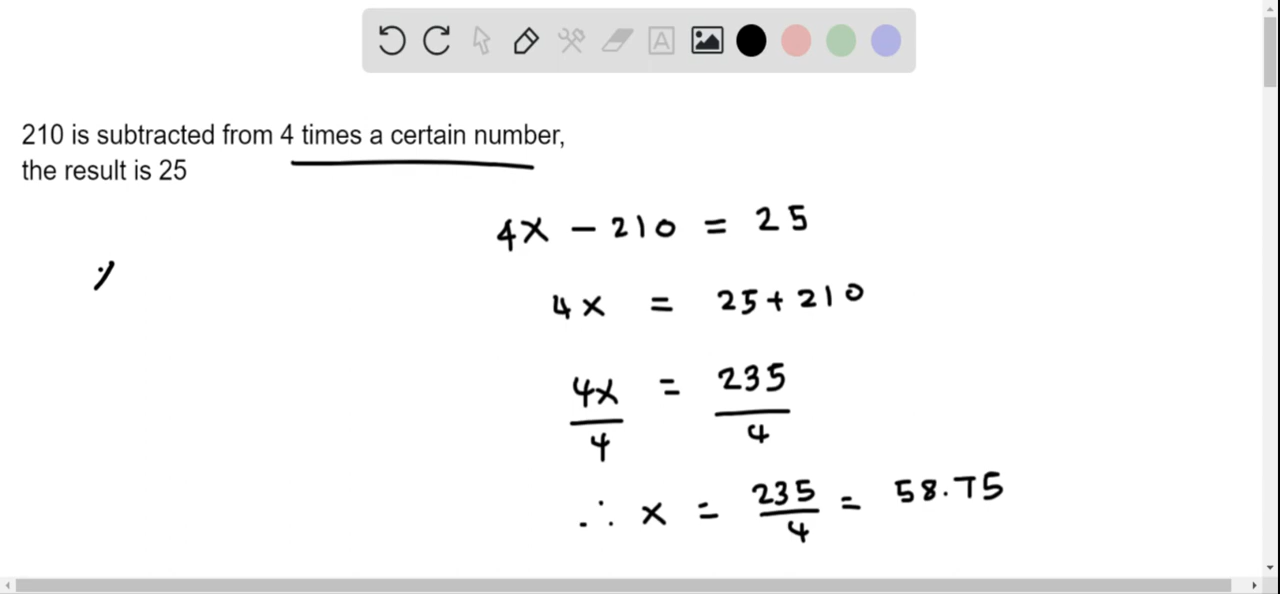 A
210 is subtracted from 4 times a certain number,
the result is 25
4x - 210 = 25
x
4x = 25 + 210
4x/4 = 235/4
∴ x = 235/4 = 58.75